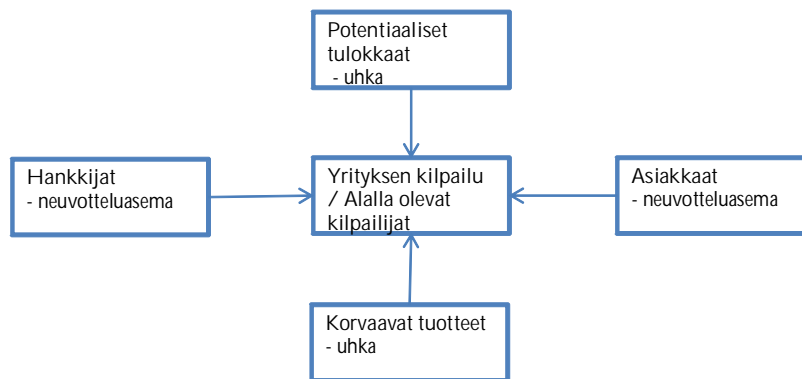 Potentiaaliset
tulokkaat
- uhka
Hankkijat
- neuvotteluasema
Yrityksen kilpailu
/ Alalla olevat
kilpailijat
Asiakkaat
- neuvotteluasema
Korvaavat tuotteet
- uhka